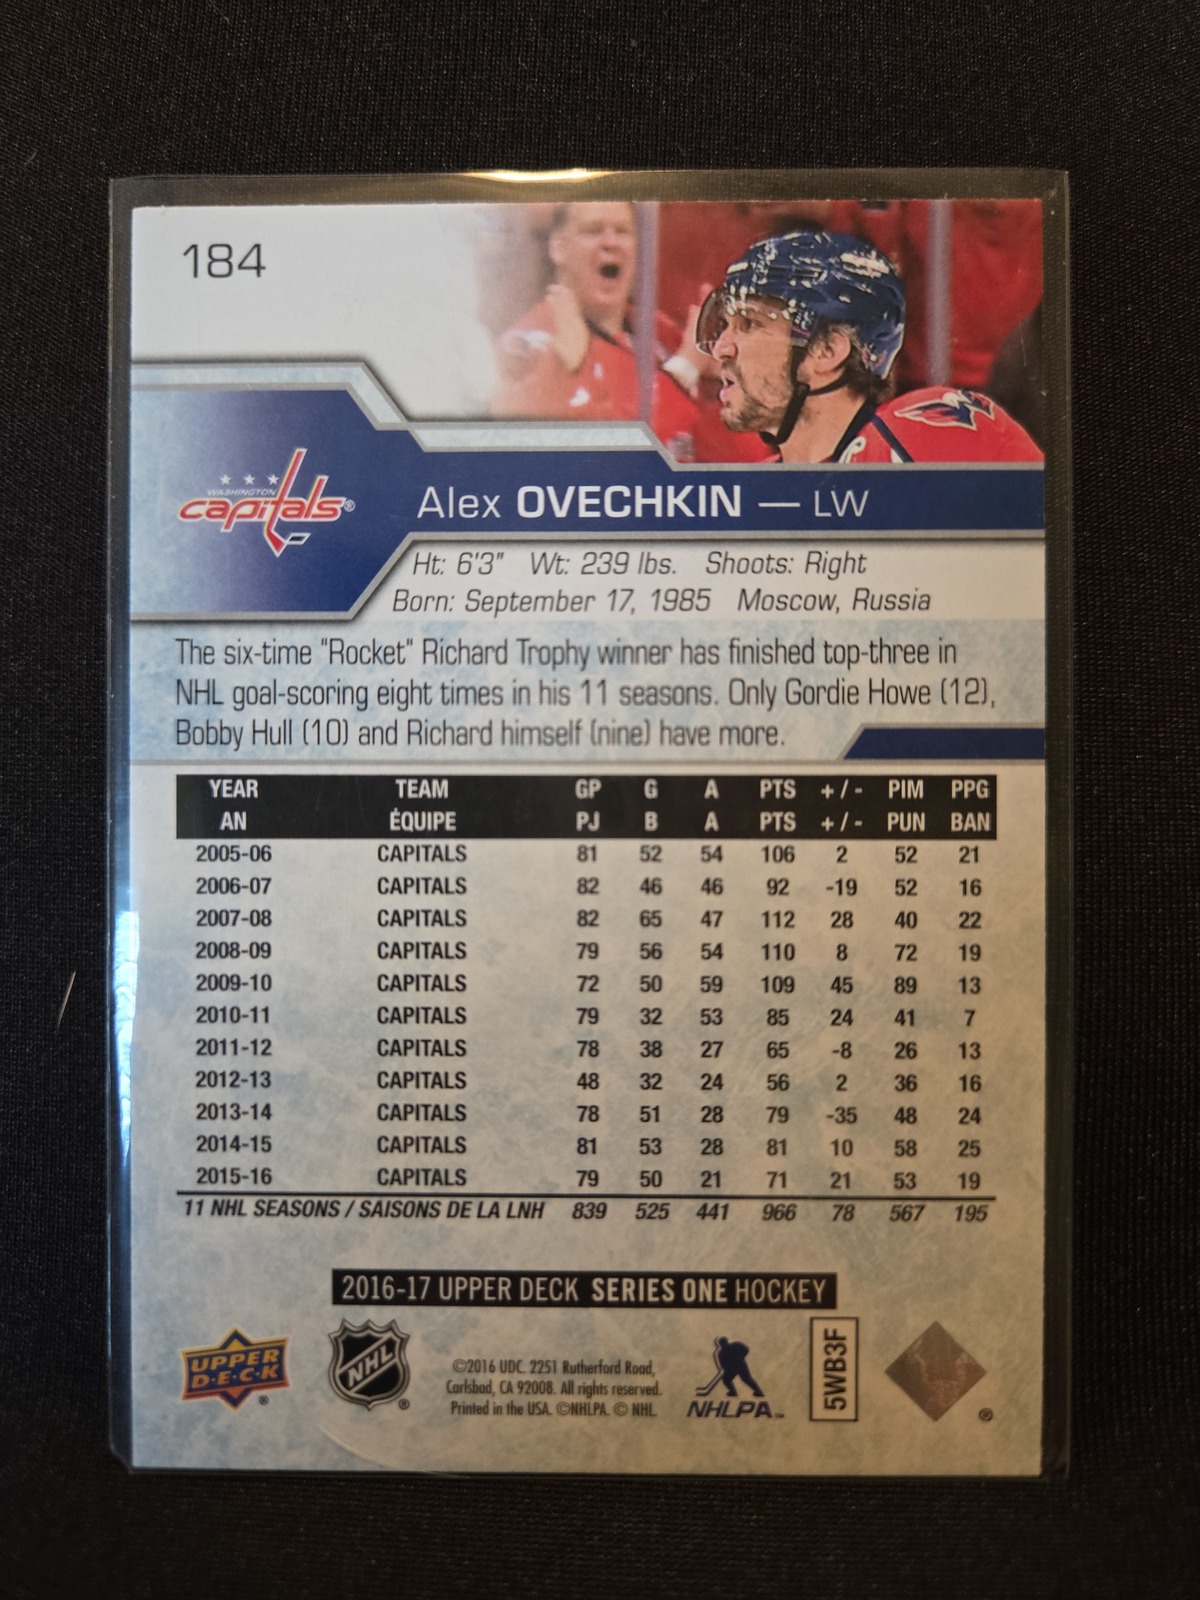 184
WASHINGTON
capitals®
Alex OVECHKIN — LW
Ht: 6'3" Wt: 239 lbs. Shoots: Right
Born: September 17, 1985 Moscow, Russia
The six-time "Rocket" Richard Trophy winner has finished top-three in
NHL goal-scoring eight times in his 11 seasons. Only Gordie Howe (12),
Bobby Hull (10) and Richard himself (nine) have more.
YEAR TEAM GP G A PTS +/- PIM PPG
AN ÉQUIPE PJ B A PTS +/- PUN BAN
2005-06 CAPITALS 81 52 54 106 2 52 21
2006-07 CAPITALS 82 46 46 92 -19 52 16
2007-08 CAPITALS 82 65 47 112 28 40 22
2008-09 CAPITALS 79 56 54 110 8 72 19
2009-10 CAPITALS 72 50 59 109 45 89 13
2010-11 CAPITALS 79 32 53 85 24 41 7
2011-12 CAPITALS 78 38 27 65 -8 26 13
2012-13 CAPITALS 48 32 24 56 2 36 16
2013-14 CAPITALS 78 51 28 79 -35 48 24
2014-15 CAPITALS 81 53 28 81 10 58 25
2015-16 CAPITALS 79 50 21 71 21 53 19
11 NHL SEASONS / SAISONS DE LA LNH 839 525 441 966 78 567 195
2016-17 UPPER DECK SERIES ONE HOCKEY
UPPER
D·E·C·K
®
NHL
®
©2016 UDC. 2251 Rutherford Road,
Carlsbad, CA 92008. All rights reserved.
Printed in the USA. ©NHLPA. © NHL.
NHLPA™
5WB3F
®